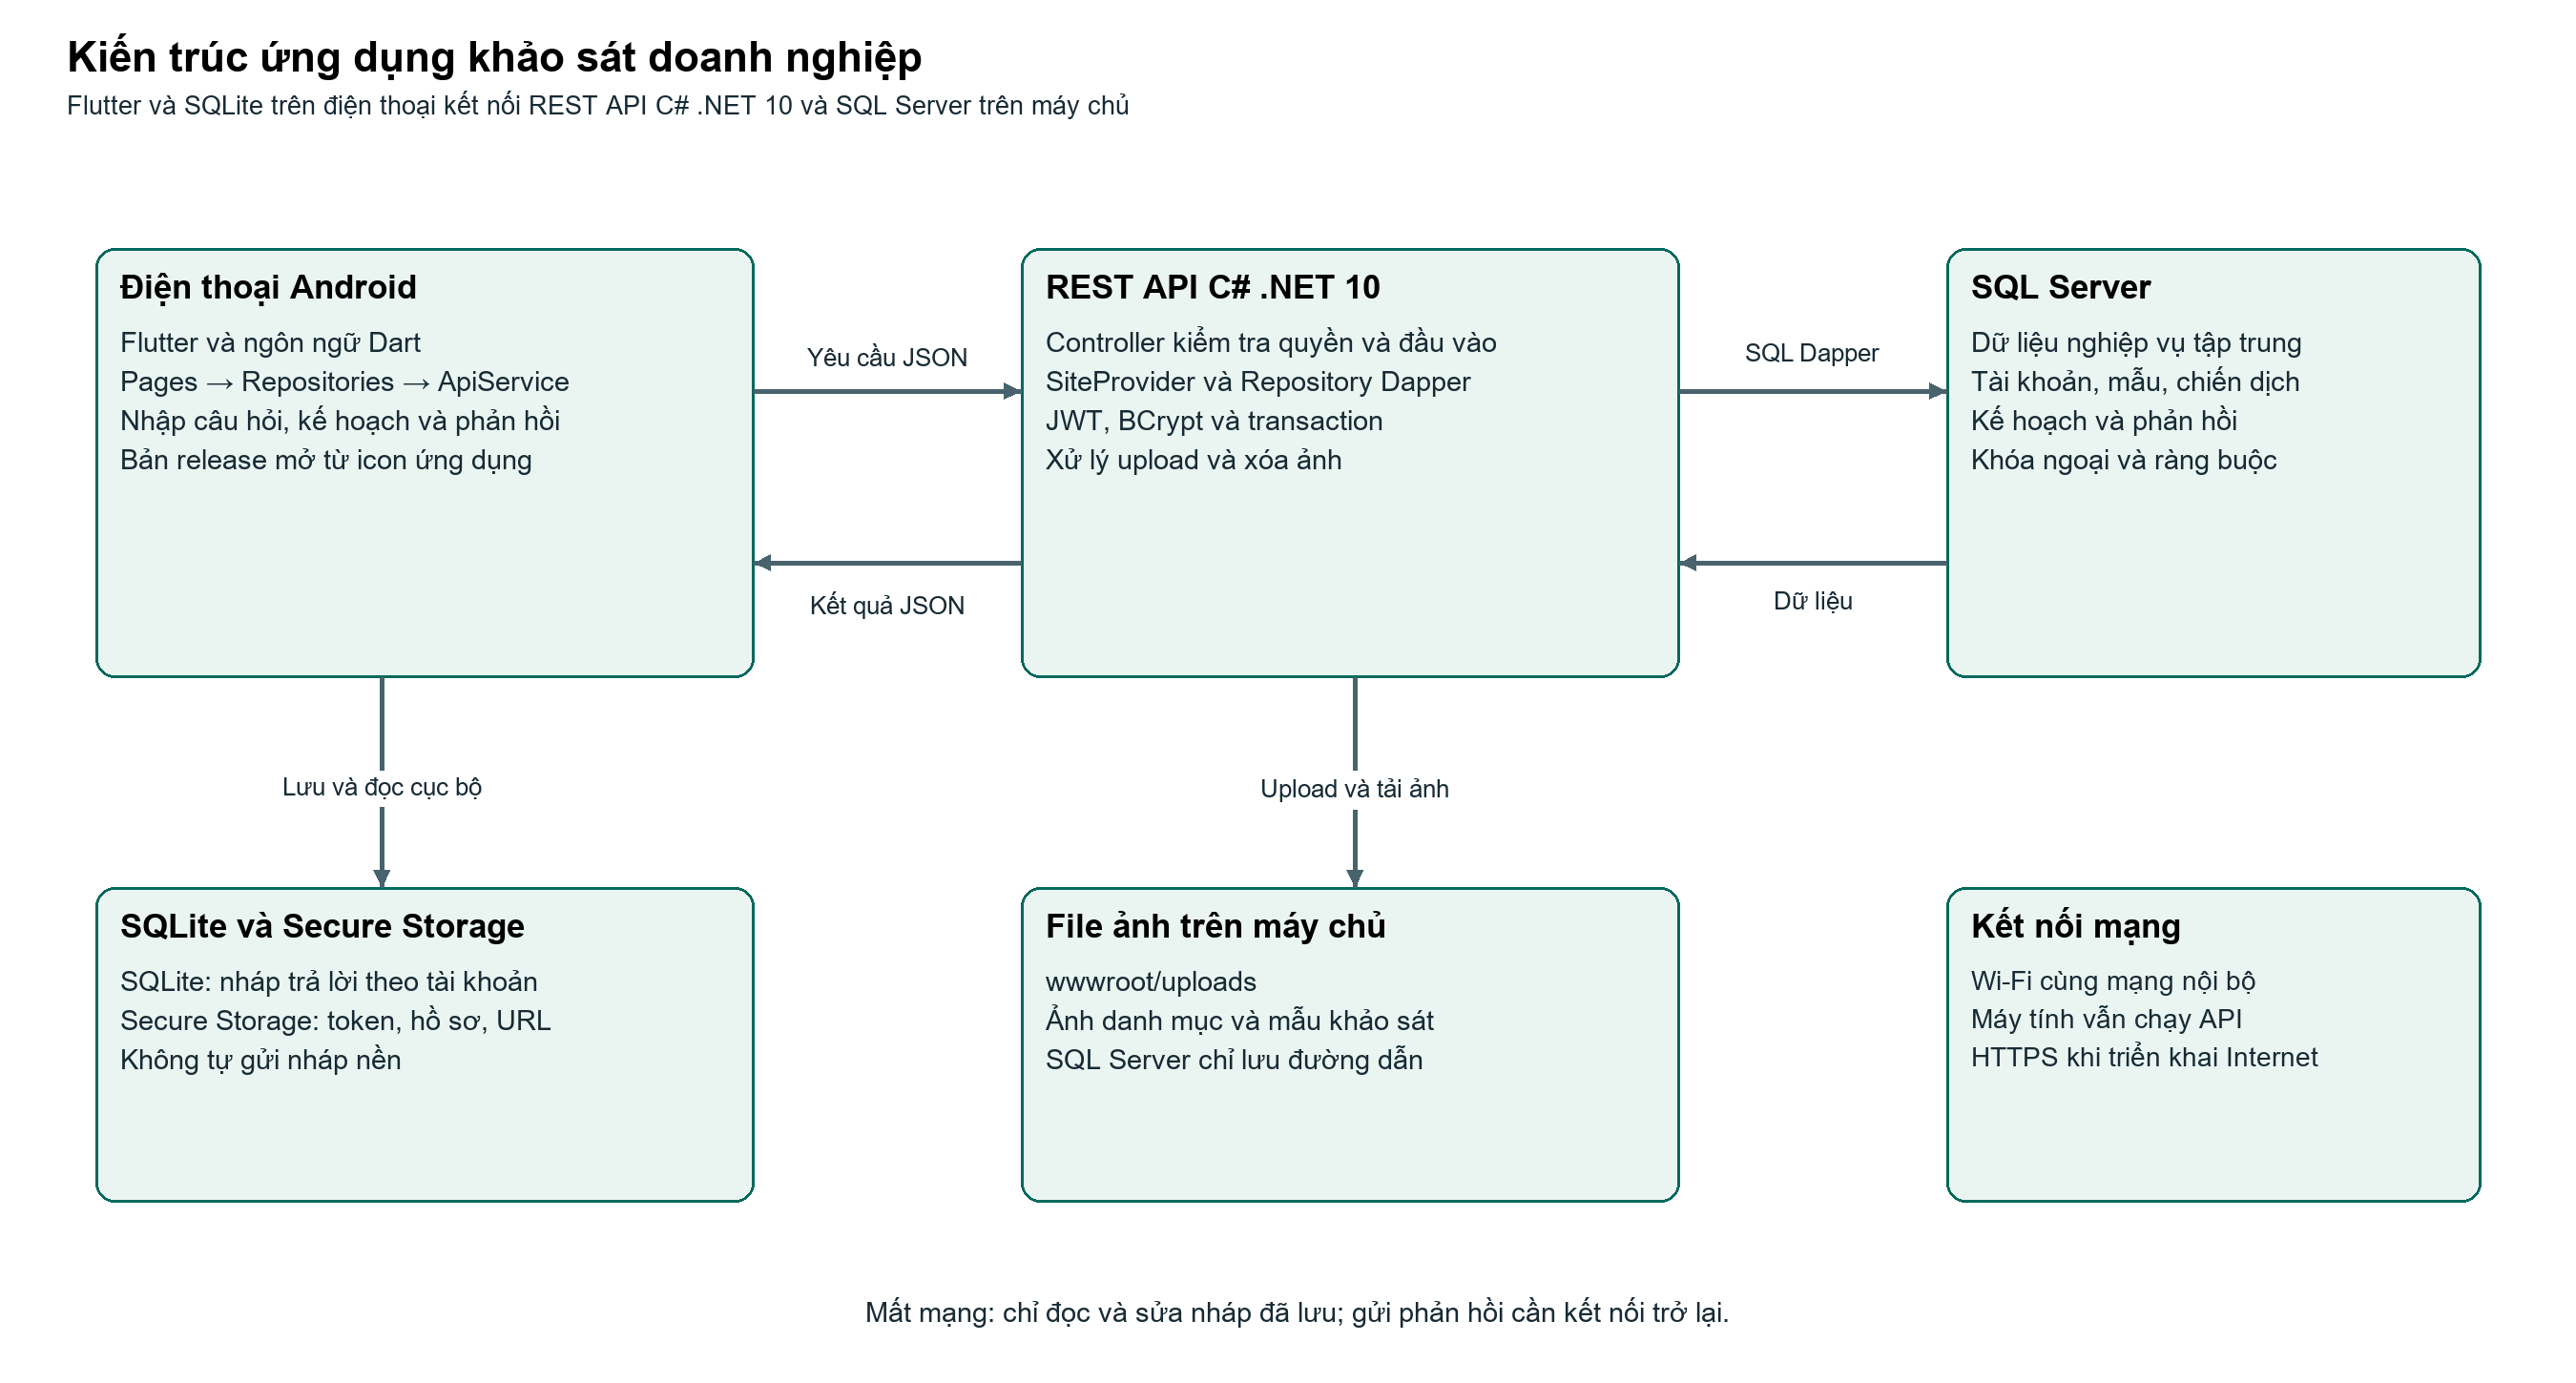 Kiến trúc ứng dụng khảo sát doanh nghiệp
Flutter và SQLite trên điện thoại kết nối REST API C# .NET 10 và SQL Server trên máy chủ
Điện thoại Android
Flutter và ngôn ngữ Dart
Pages → Repositories → ApiService
Nhập câu hỏi, kế hoạch và phản hồi
Bản release mở từ icon ứng dụng
Yêu cầu JSON
Kết quả JSON
REST API C# .NET 10
Controller kiểm tra quyền và đầu vào
SiteProvider và Repository Dapper
JWT, BCrypt và transaction
Xử lý upload và xóa ảnh
SQL Dapper
Dữ liệu
SQL Server
Dữ liệu nghiệp vụ tập trung
Tài khoản, mẫu, chiến dịch
Kế hoạch và phản hồi
Khóa ngoại và ràng buộc
Lưu và đọc cục bộ
Upload và tải ảnh
SQLite và Secure Storage
SQLite: nháp trả lời theo tài khoản
Secure Storage: token, hồ sơ, URL
Không tự gửi nháp nền
File ảnh trên máy chủ
wwwroot/uploads
Ảnh danh mục và mẫu khảo sát
SQL Server chỉ lưu đường dẫn
Kết nối mạng
Wi-Fi cùng mạng nội bộ
Máy tính vẫn chạy API
HTTPS khi triển khai Internet
Mất mạng: chỉ đọc và sửa nháp đã lưu; gửi phản hồi cần kết nối trở lại.